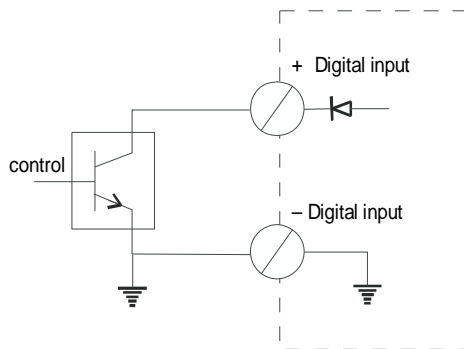 + Digital input
control
– Digital input